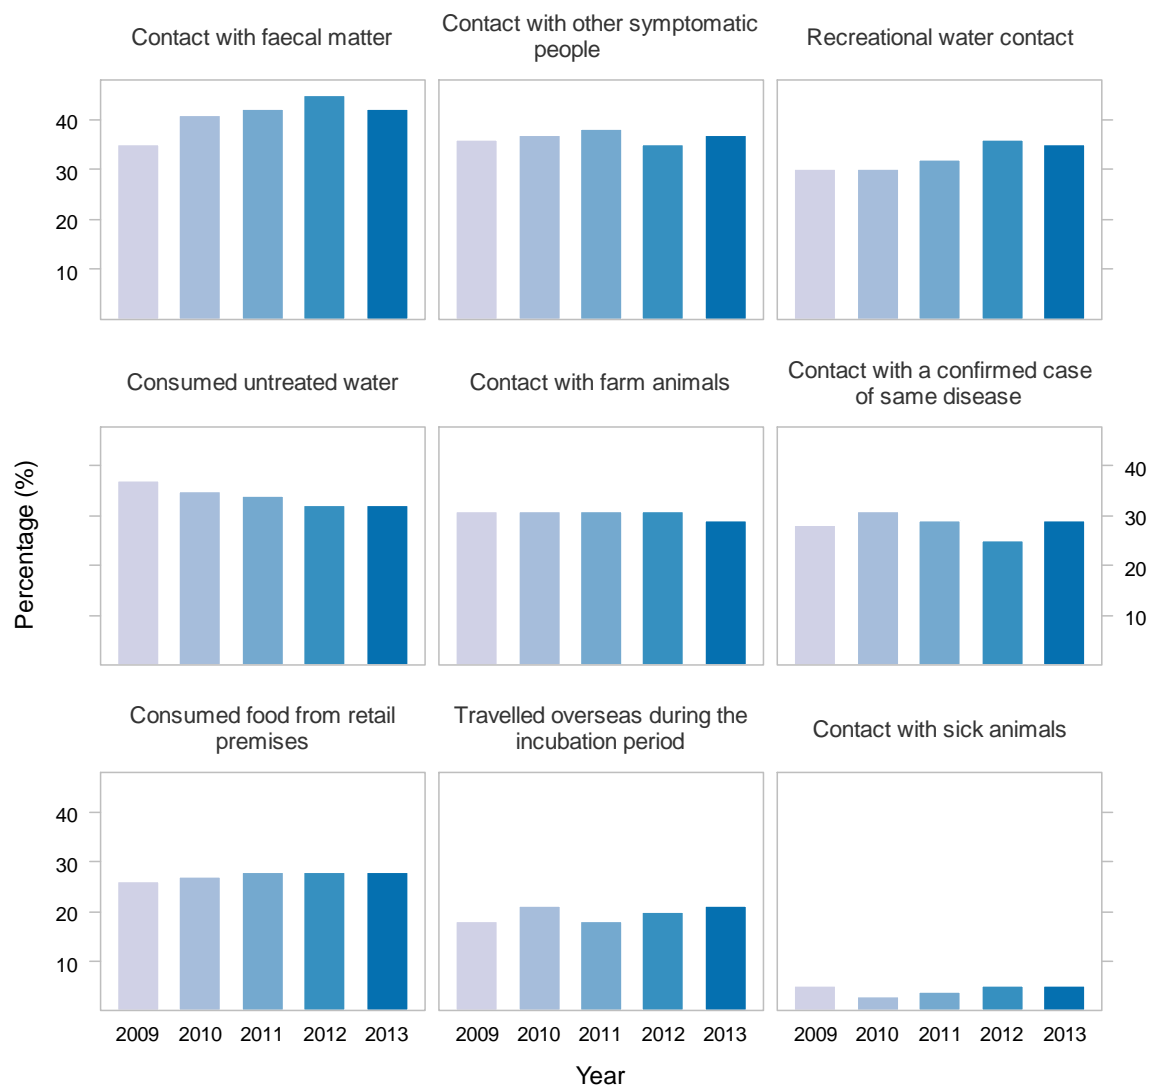 Contact with faecal matter
Contact with other symptomatic
people
Recreational water contact
40
30
20
10
Consumed untreated water
Contact with farm animals
Contact with a confirmed case
of same disease
Percentage (%)
40
30
20
10
Consumed food from retail
premises
Travelled overseas during the
incubation period
Contact with sick animals
40
30
20
10
2009 2010 2011 2012 2013
2009 2010 2011 2012 2013
2009 2010 2011 2012 2013
Year